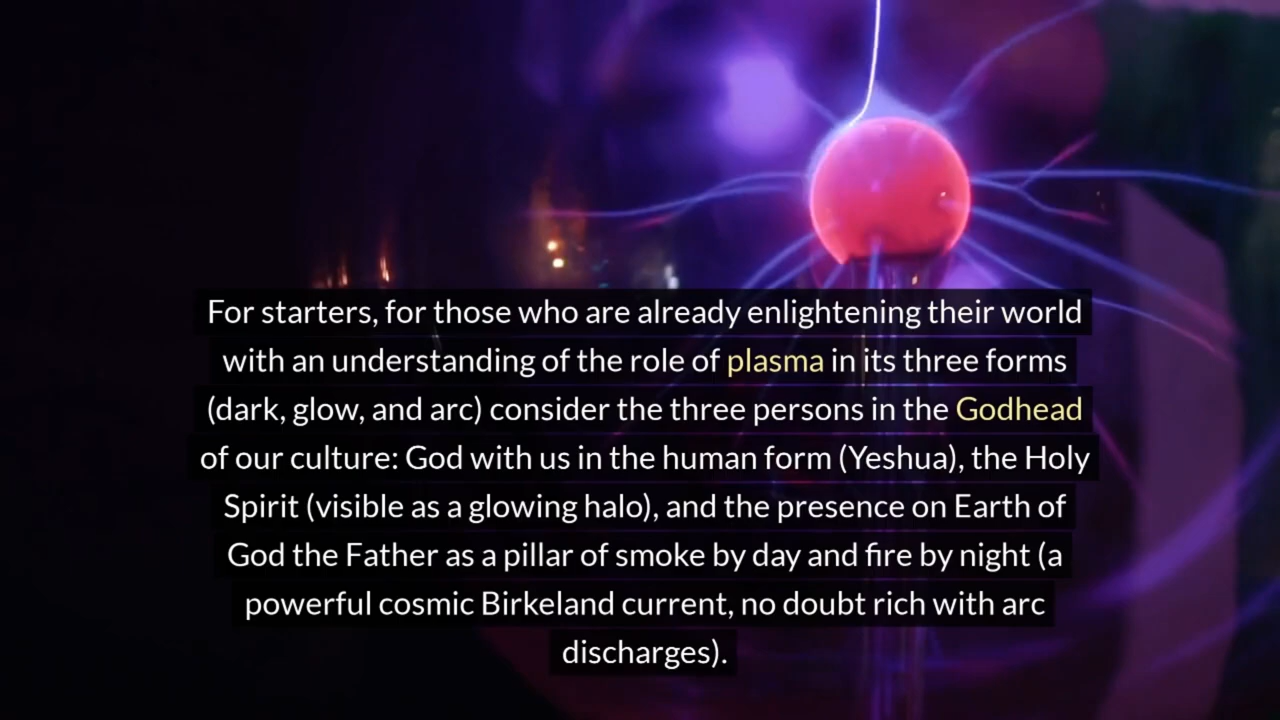 For starters, for those who are already enlightening their world
with an understanding of the role of plasma in its three forms
(dark, glow, and arc) consider the three persons in the Godhead
of our culture: God with us in the human form (Yeshua), the Holy
Spirit (visible as a glowing halo), and the presence on Earth of
God the Father as a pillar of smoke by day and fire by night (a
powerful cosmic Birkeland current, no doubt rich with arc
discharges).